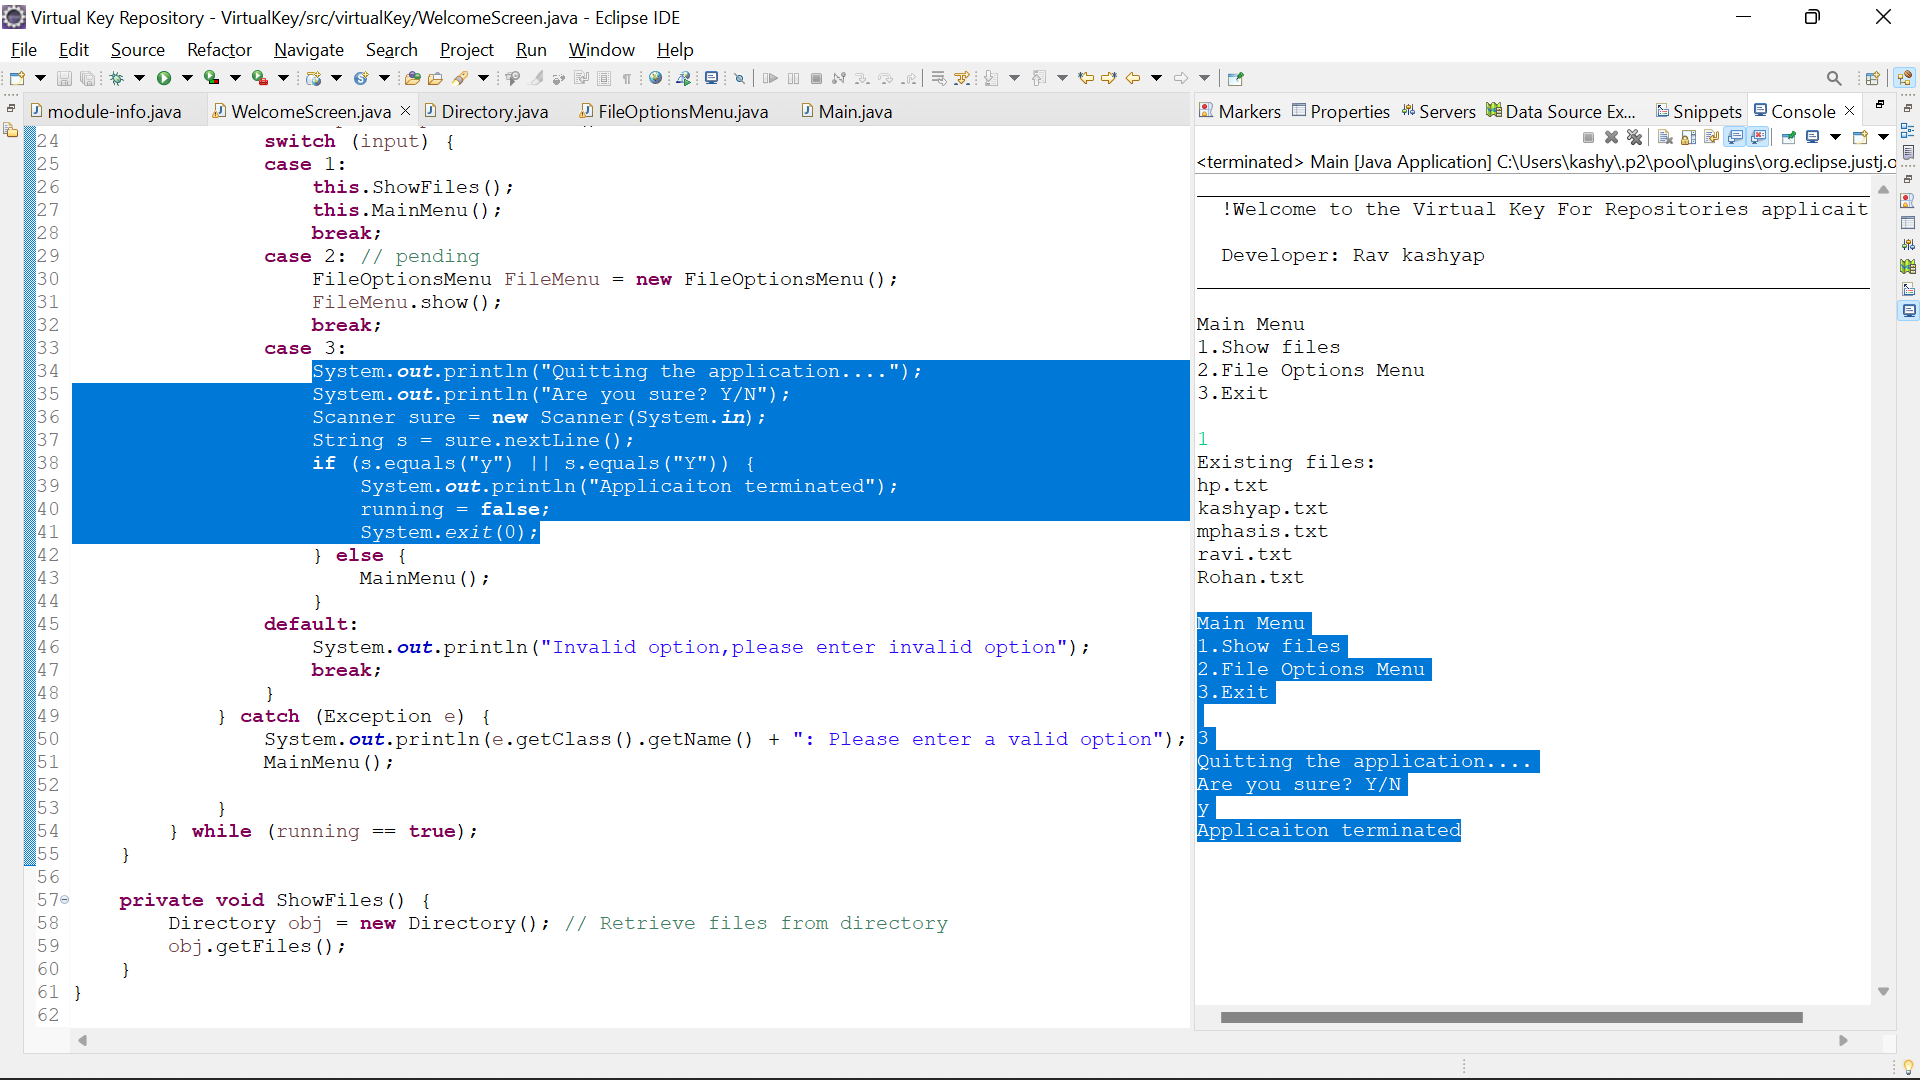 Virtual Key Repository - VirtualKey/src/virtualKey/WelcomeScreen.java - Eclipse IDE
File Edit Source Refactor Navigate Search Project Run Window Help
module-info.java WelcomeScreen.java Directory.java FileOptionsMenu.java Main.java
24 switch (input) {
25 case 1:
26 this.ShowFiles();
27 this.MainMenu();
28 break;
29 case 2: // pending
30 FileOptionsMenu FileMenu = new FileOptionsMenu();
31 FileMenu.show();
32 break;
33 case 3:
34 System.out.println("Quitting the application....");
35 System.out.println("Are you sure? Y/N");
36 Scanner sure = new Scanner(System.in);
37 String s = sure.nextLine();
38 if (s.equals("y") || s.equals("Y")) {
39 System.out.println("Applicaiton terminated");
40 running = false;
41 System.exit(0);
42 } else {
43 MainMenu();
44 }
45 default:
46 System.out.println("Invalid option,please enter invalid option");
47 break;
48 }
49 } catch (Exception e) {
50 System.out.println(e.getClass().getName() + ": Please enter a valid option");
51 MainMenu();
52
53 }
54 } while (running == true);
55 }
56
57 private void ShowFiles() {
58 Directory obj = new Directory(); // Retrieve files from directory
59 obj.getFiles();
60 }
61 }
62
Markers Properties Servers Data Source Ex... Snippets Console
<terminated> Main [Java Application] C:\Users\kashy\.p2\pool\plugins\org.eclipse.justj.o
!Welcome to the Virtual Key For Repositories applicait
Developer: Rav kashyap
Main Menu
1.Show files
2.File Options Menu
3.Exit
1
Existing files:
hp.txt
kashyap.txt
mphasis.txt
ravi.txt
Rohan.txt
Main Menu
1.Show files
2.File Options Menu
3.Exit
3
Quitting the application....
Are you sure? Y/N
y
Applicaiton terminated